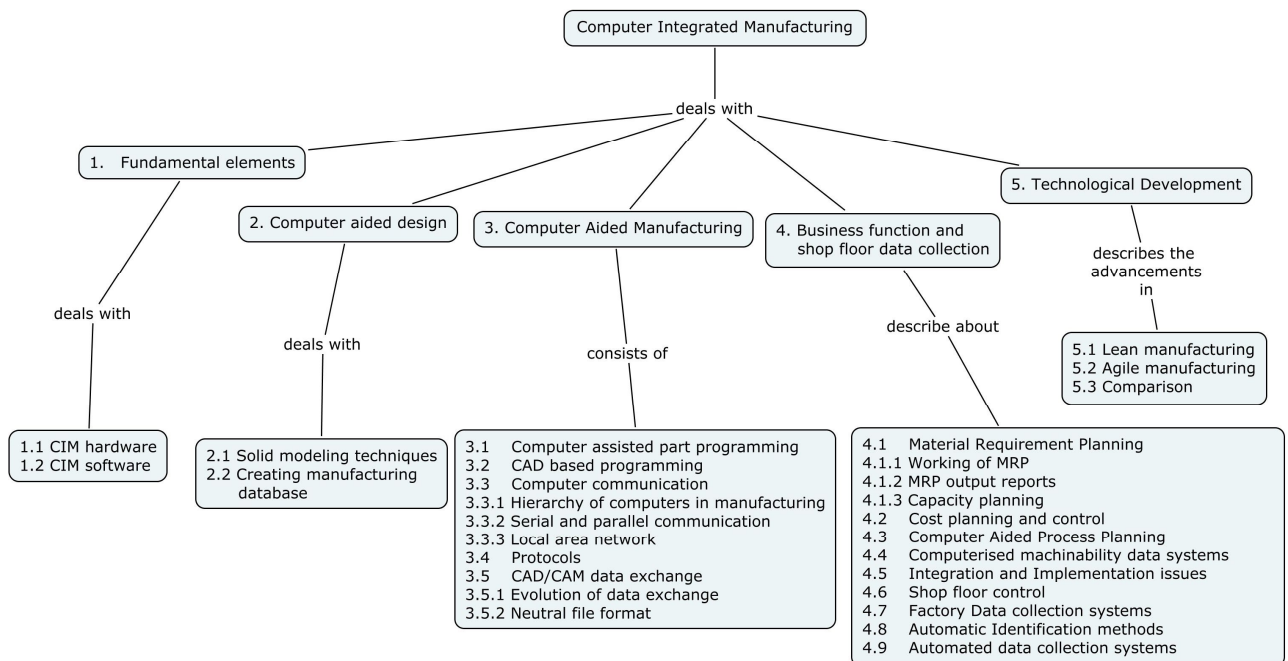 Computer Integrated Manufacturing
deals with
1. Fundamental elements
2. Computer aided design
3. Computer Aided Manufacturing
4. Business function and
shop floor data collection
5. Technological Development
deals with
deals with
consists of
describe about
describes the
advancements
in
1.1 CIM hardware
1.2 CIM software
2.1 Solid modeling techniques
2.2 Creating manufacturing
database
3.1 Computer assisted part programming
3.2 CAD based programming
3.3 Computer communication
3.3.1 Hierarchy of computers in manufacturing
3.3.2 Serial and parallel communication
3.3.3 Local area network
3.4 Protocols
3.5 CAD/CAM data exchange
3.5.1 Evolution of data exchange
3.5.2 Neutral file format
4.1 Material Requirement Planning
4.1.1 Working of MRP
4.1.2 MRP output reports
4.1.3 Capacity planning
4.2 Cost planning and control
4.3 Computer Aided Process Planning
4.4 Computerised machinability data systems
4.5 Integration and Implementation issues
4.6 Shop floor control
4.7 Factory Data collection systems
4.8 Automatic Identification methods
4.9 Automated data collection systems
5.1 Lean manufacturing
5.2 Agile manufacturing
5.3 Comparison